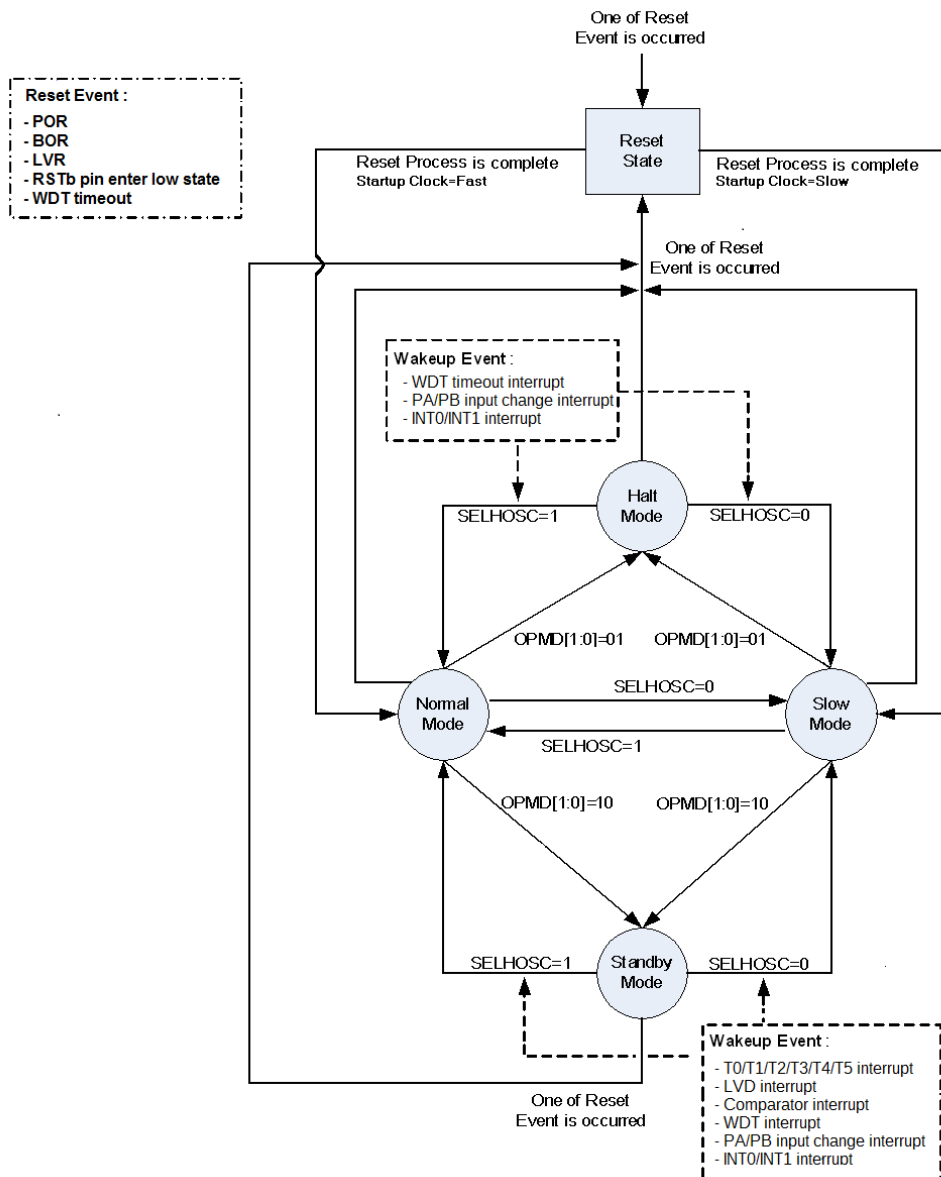 One of Reset
Event is occurred
Reset Event :
- POR
- BOR
- LVR
- RSTb pin enter low state
- WDT timeout
Reset
State
Reset Process is complete
Startup Clock=Fast
Reset Process is complete
Startup Clock=Slow
One of Reset
Event is occurred
Wakeup Event :
- WDT timeout interrupt
- PA/PB input change interrupt
- INT0/INT1 interrupt
Halt
Mode
SELHOSC=1
SELHOSC=0
OPMD[1:0]=01
OPMD[1:0]=01
Normal
Mode
SELHOSC=0
Slow
Mode
SELHOSC=1
OPMD[1:0]=10
OPMD[1:0]=10
Standby
Mode
SELHOSC=1
SELHOSC=0
Wakeup Event :
- T0/T1/T2/T3/T4/T5 interrupt
- LVD interrupt
- Comparator interrupt
- WDT interrupt
- PA/PB input change interrupt
- INT0/INT1 interrupt
One of Reset
Event is occurred